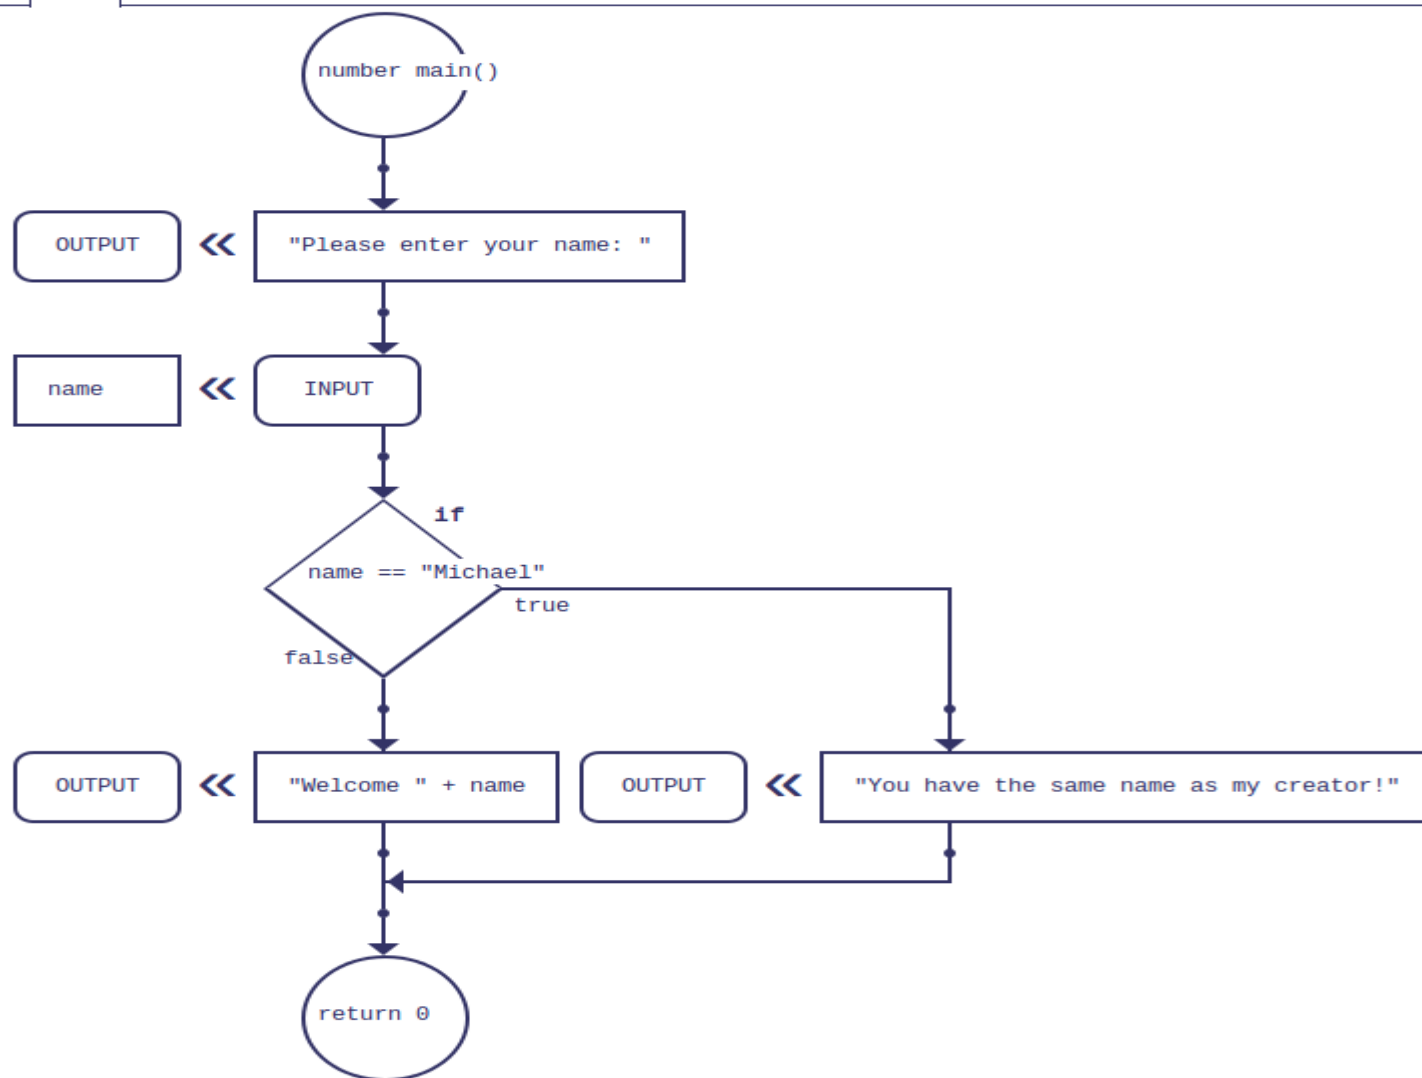 number main()
OUTPUT << "Please enter your name: "
name << INPUT
if
name == "Michael"
true
false
OUTPUT << "Welcome " + name
OUTPUT << "You have the same name as my creator!"
return 0